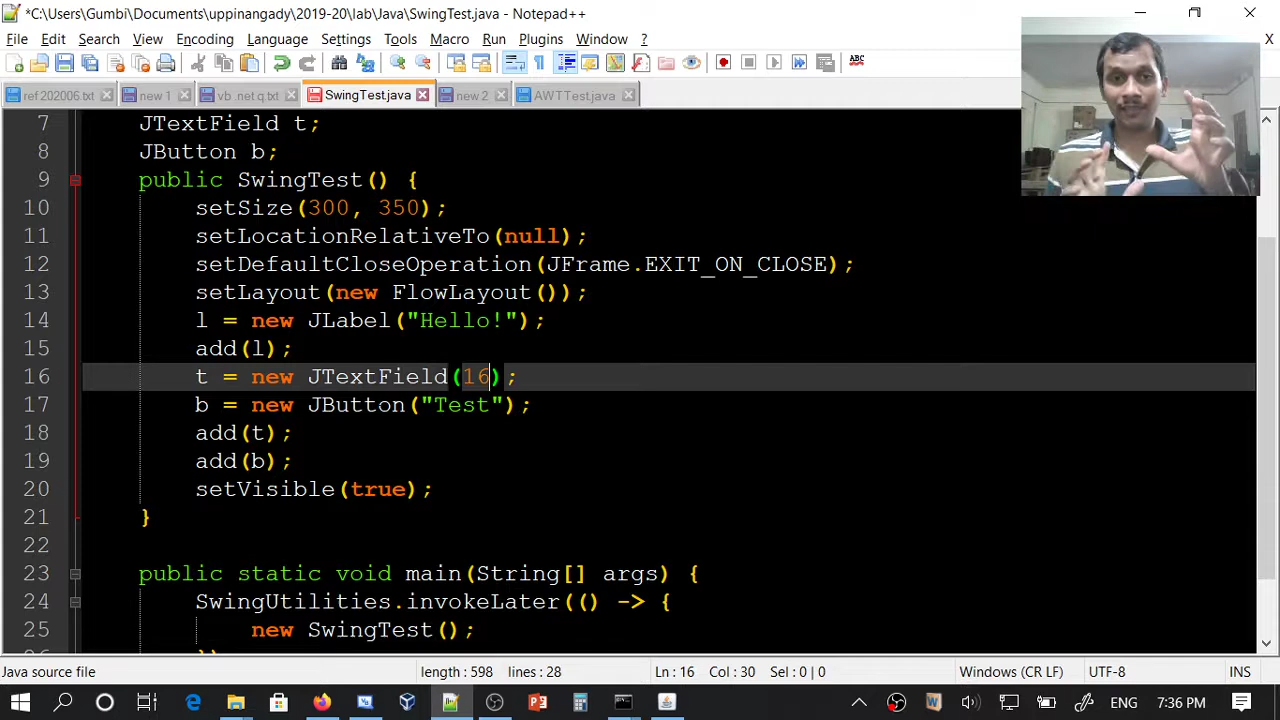 *C:\Users\Gumbi\Documents\uppinangady\2019-20\lab\Java\SwingTest.java - Notepad++
File Edit Search View Encoding Language Settings Tools Macro Run Plugins Window ? X
ABC
ref 202006.txt new 1 vb .net q.txt SwingTest.java new 2 AWTTest.java
7 JTextField t;
8 JButton b;
9 public SwingTest() {
10 setSize(300, 350);
11 setLocationRelativeTo(null);
12 setDefaultCloseOperation(JFrame.EXIT_ON_CLOSE);
13 setLayout(new FlowLayout());
14 l = new JLabel("Hello!");
15 add(l);
16 t = new JTextField(16);
17 b = new JButton("Test");
18 add(t);
19 add(b);
20 setVisible(true);
21 }
22
23 public static void main(String[] args) {
24 SwingUtilities.invokeLater(() -> {
25 new SwingTest();
Java source file length : 598 lines : 28 Ln : 16 Col : 30 Sel : 0 | 0 Windows (CR LF) UTF-8 INS
ENG 7:36 PM